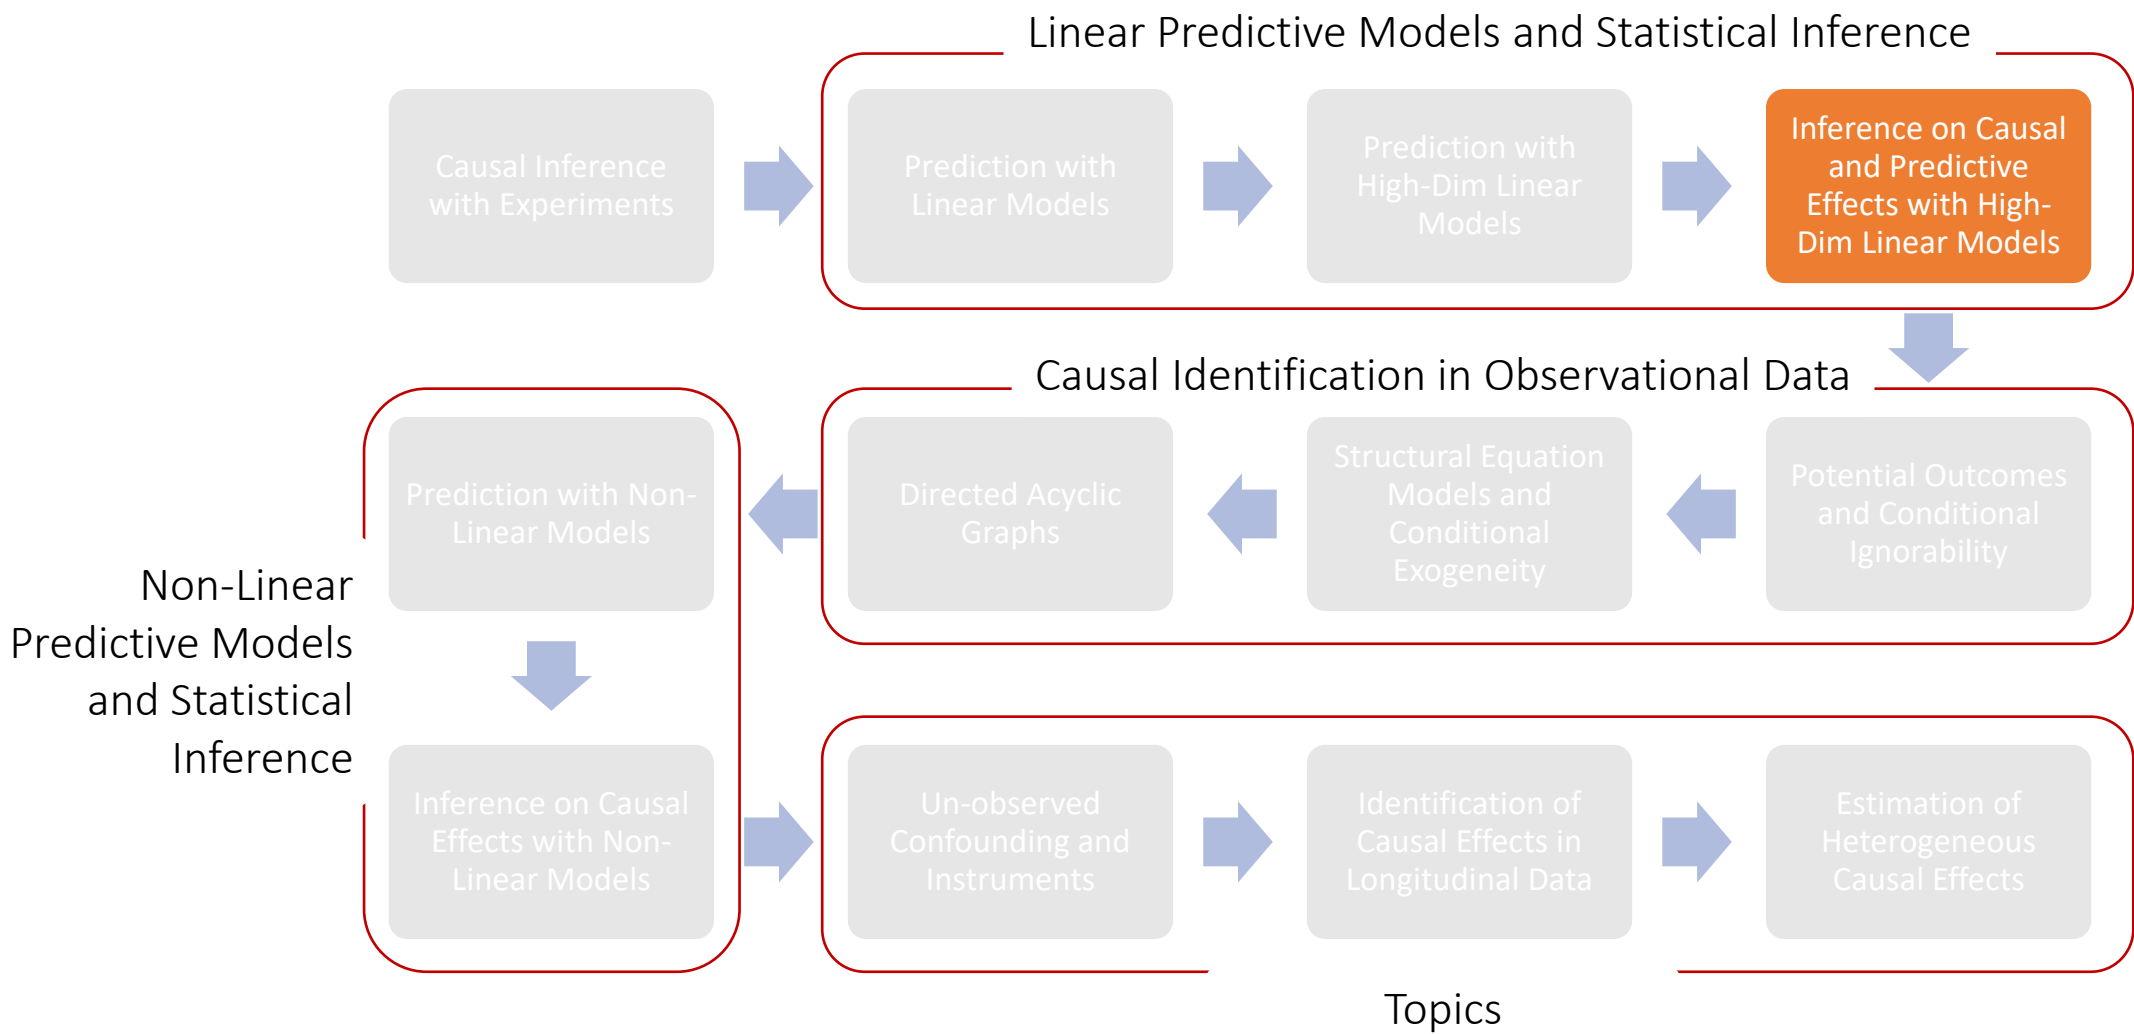 Linear Predictive Models and Statistical Inference
Causal Inference
with Experiments
Prediction with
Linear Models
Prediction with
High-Dim Linear
Models
Inference on Causal
and Predictive
Effects with High-
Dim Linear Models
Causal Identification in Observational Data
Prediction with Non-
Linear Models
Directed Acyclic
Graphs
Structural Equation
Models and
Conditional
Exogeneity
Potential Outcomes
and Conditional
Ignorability
Non-Linear
Predictive Models
and Statistical
Inference
Inference on Causal
Effects with Non-
Linear Models
Un-observed
Confounding and
Instruments
Identification of
Causal Effects in
Longitudinal Data
Estimation of
Heterogeneous
Causal Effects
Topics